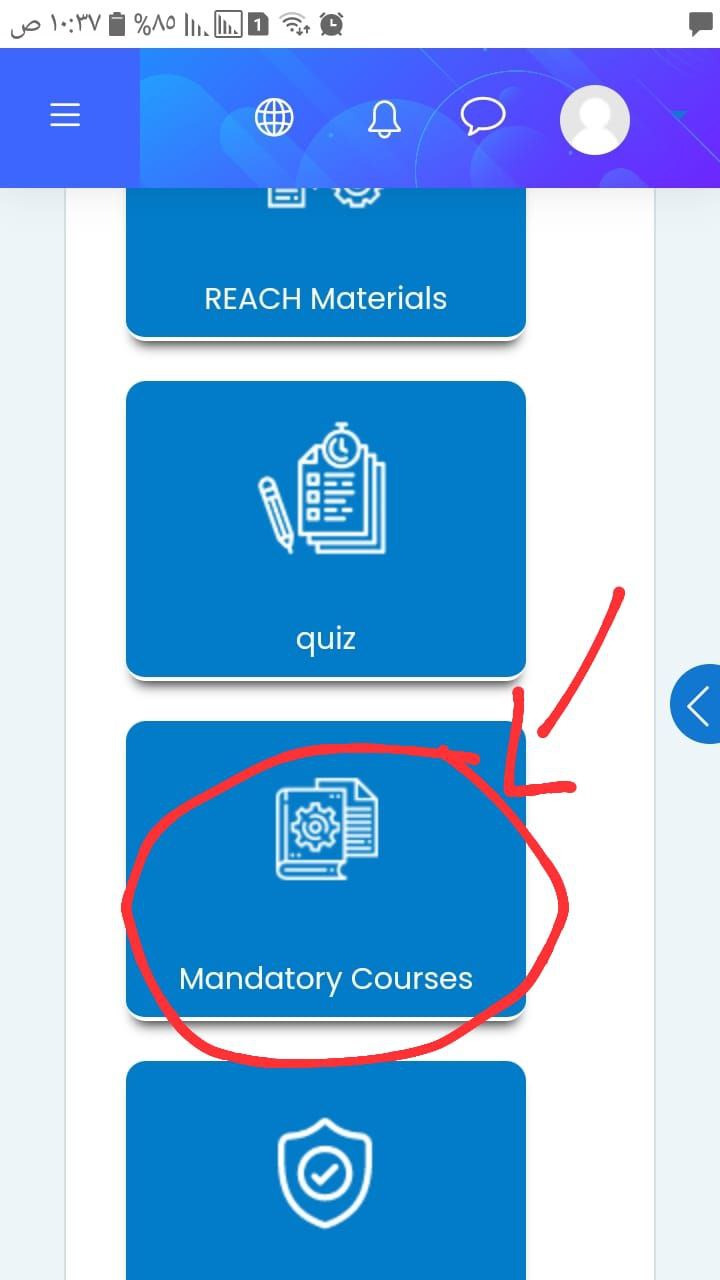 ١٠:٣٧ ص %٨٥ 1
REACH Materials
quiz
Mandatory Courses